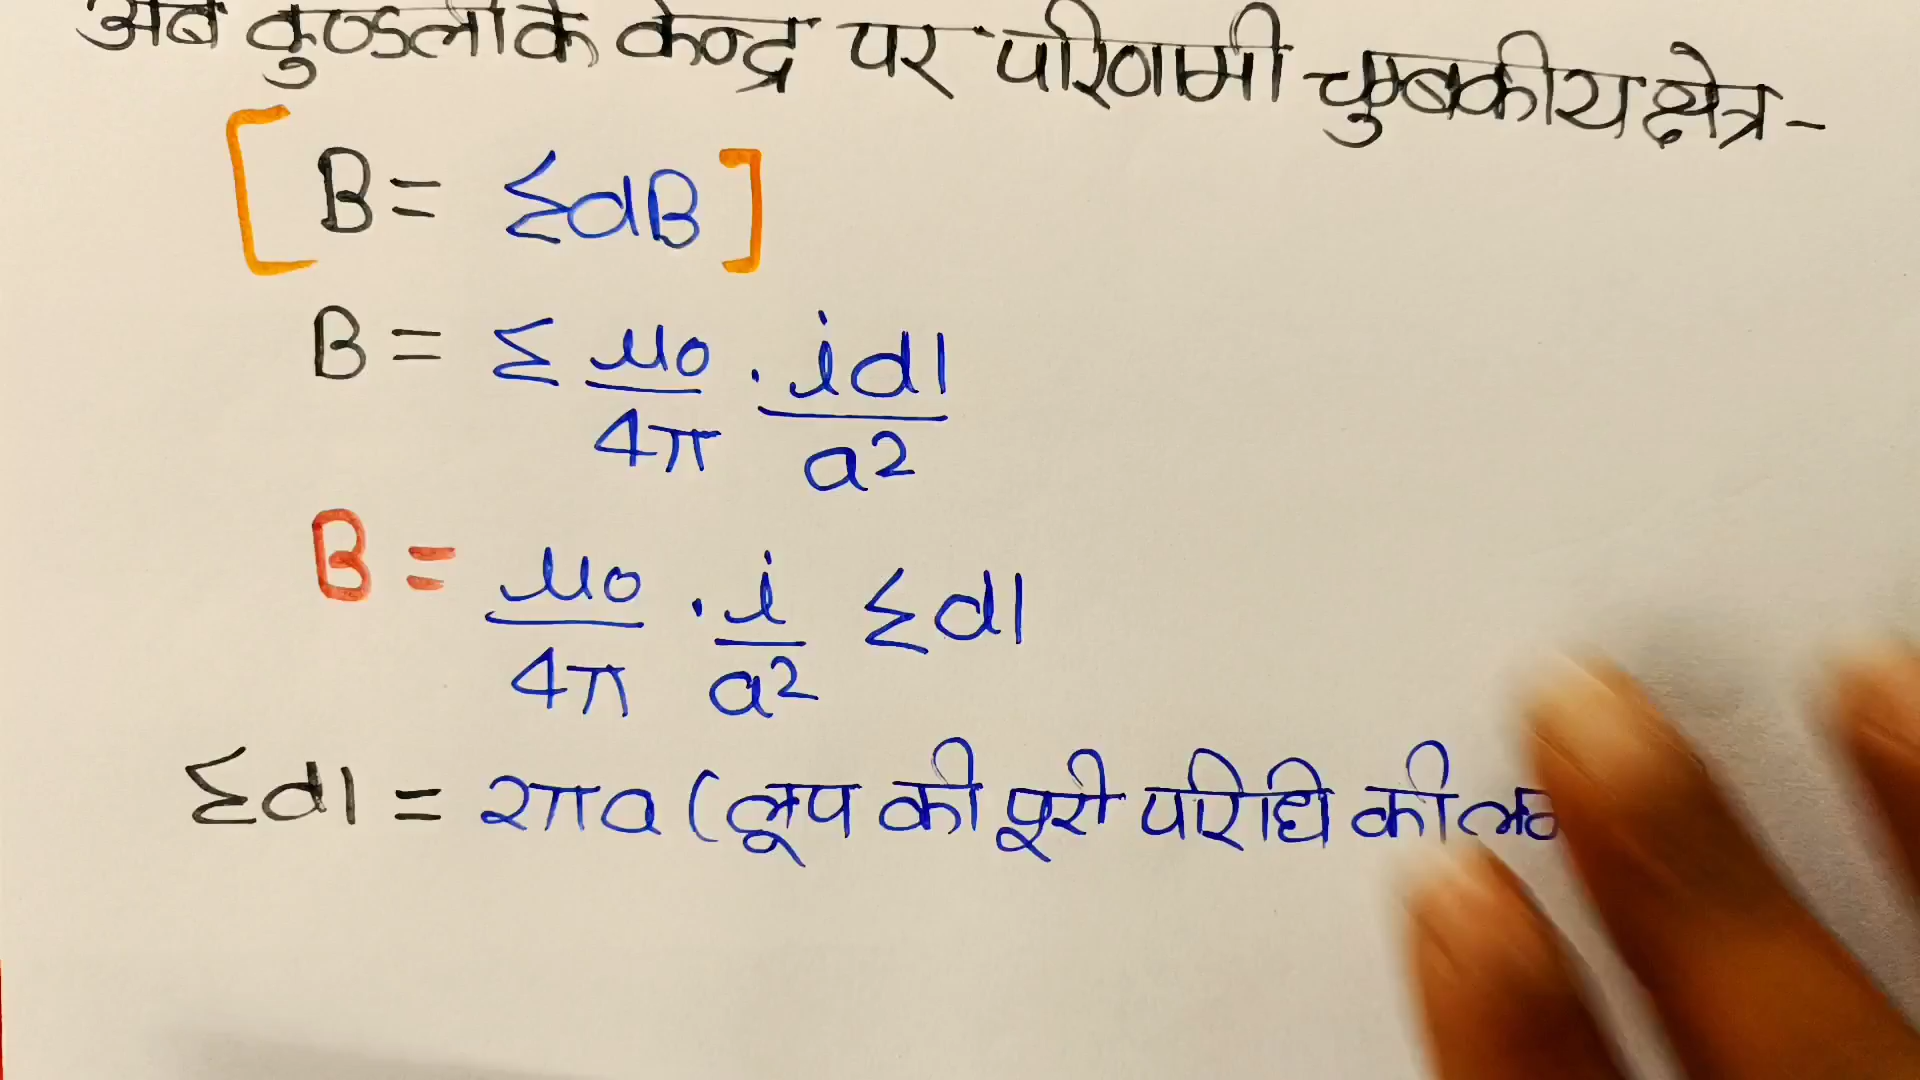 अब कुण्डली के केन्द्र पर परिणामी चुम्बकीय क्षेत्र-
[B = ΣdB]
B = Σ μ0/4π . idl/a²
B = μ0/4π . i/a² Σdl
Σdl = 2πa (लूप की पूरी परिधि की